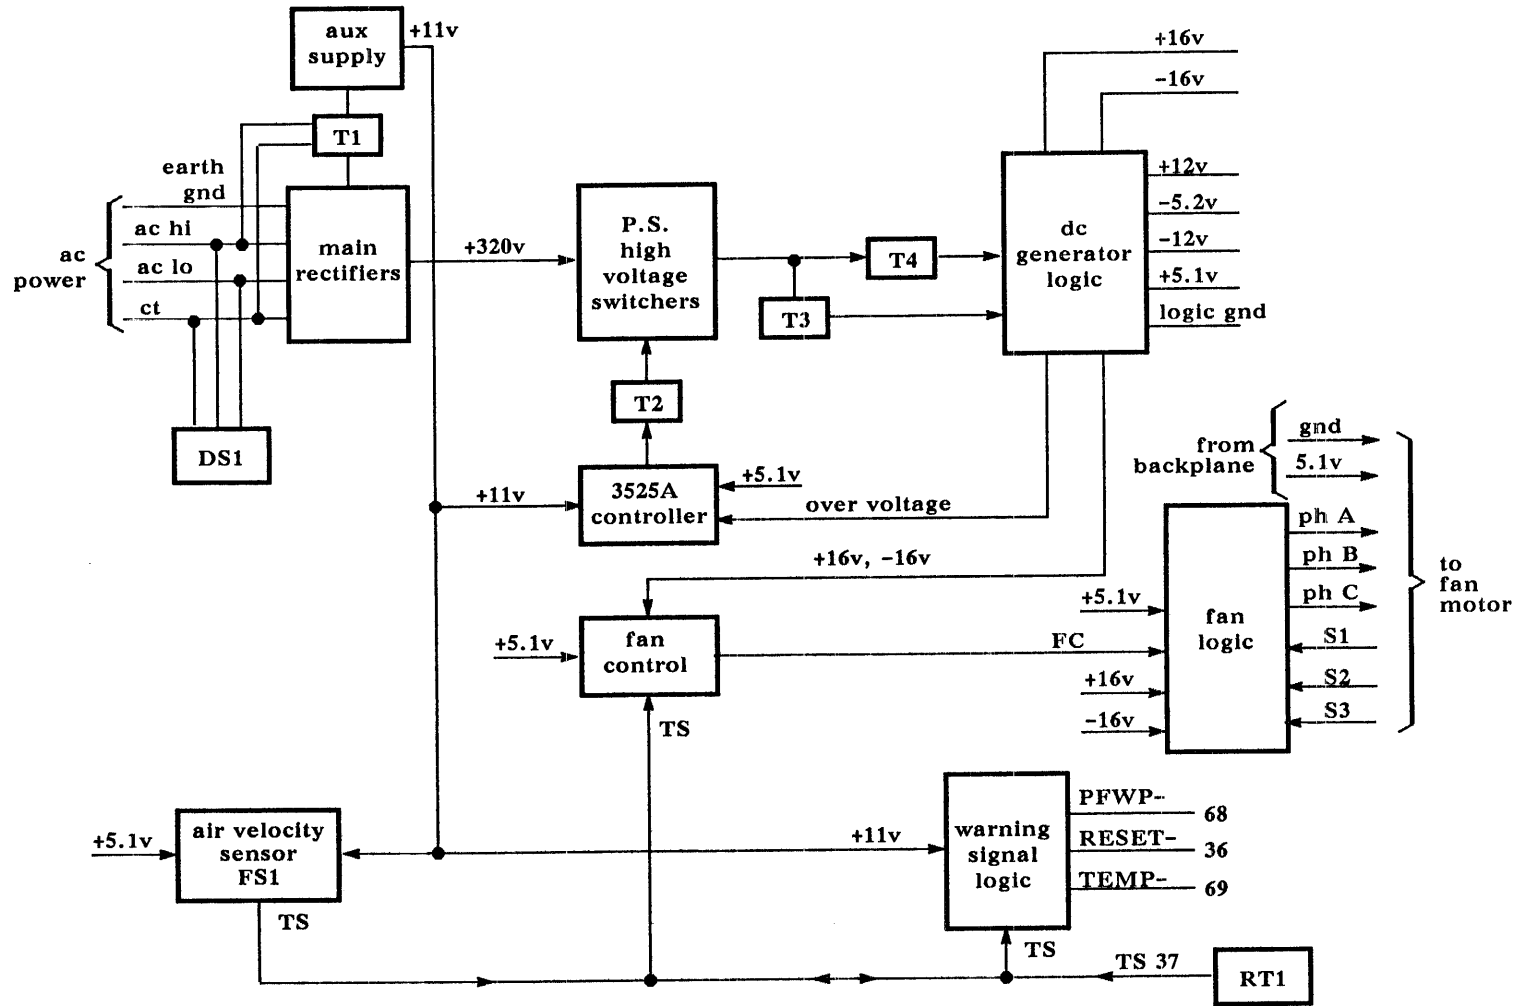 aux
supply
+11v
T1
earth
gnd
ac hi
ac lo
ct
ac
power
main
rectifiers
DS1
+320v
P.S.
high
voltage
switchers
T4
T3
T2
+16v
-16v
dc
generator
logic
+12v
-5.2v
-12v
+5.1v
logic gnd
+11v
3525A
controller
+5.1v
over voltage
+16v, -16v
from
backplane
gnd
5.1v
ph A
ph B
ph C
S1
S2
S3
to
fan
motor
fan
logic
+5.1v
FC
+16v
-16v
+5.1v
fan
control
TS
+5.1v
air velocity
sensor
FS1
TS
+11v
warning
signal
logic
PFWP-
68
RESET-
36
TEMP-
69
TS
TS 37
RT1